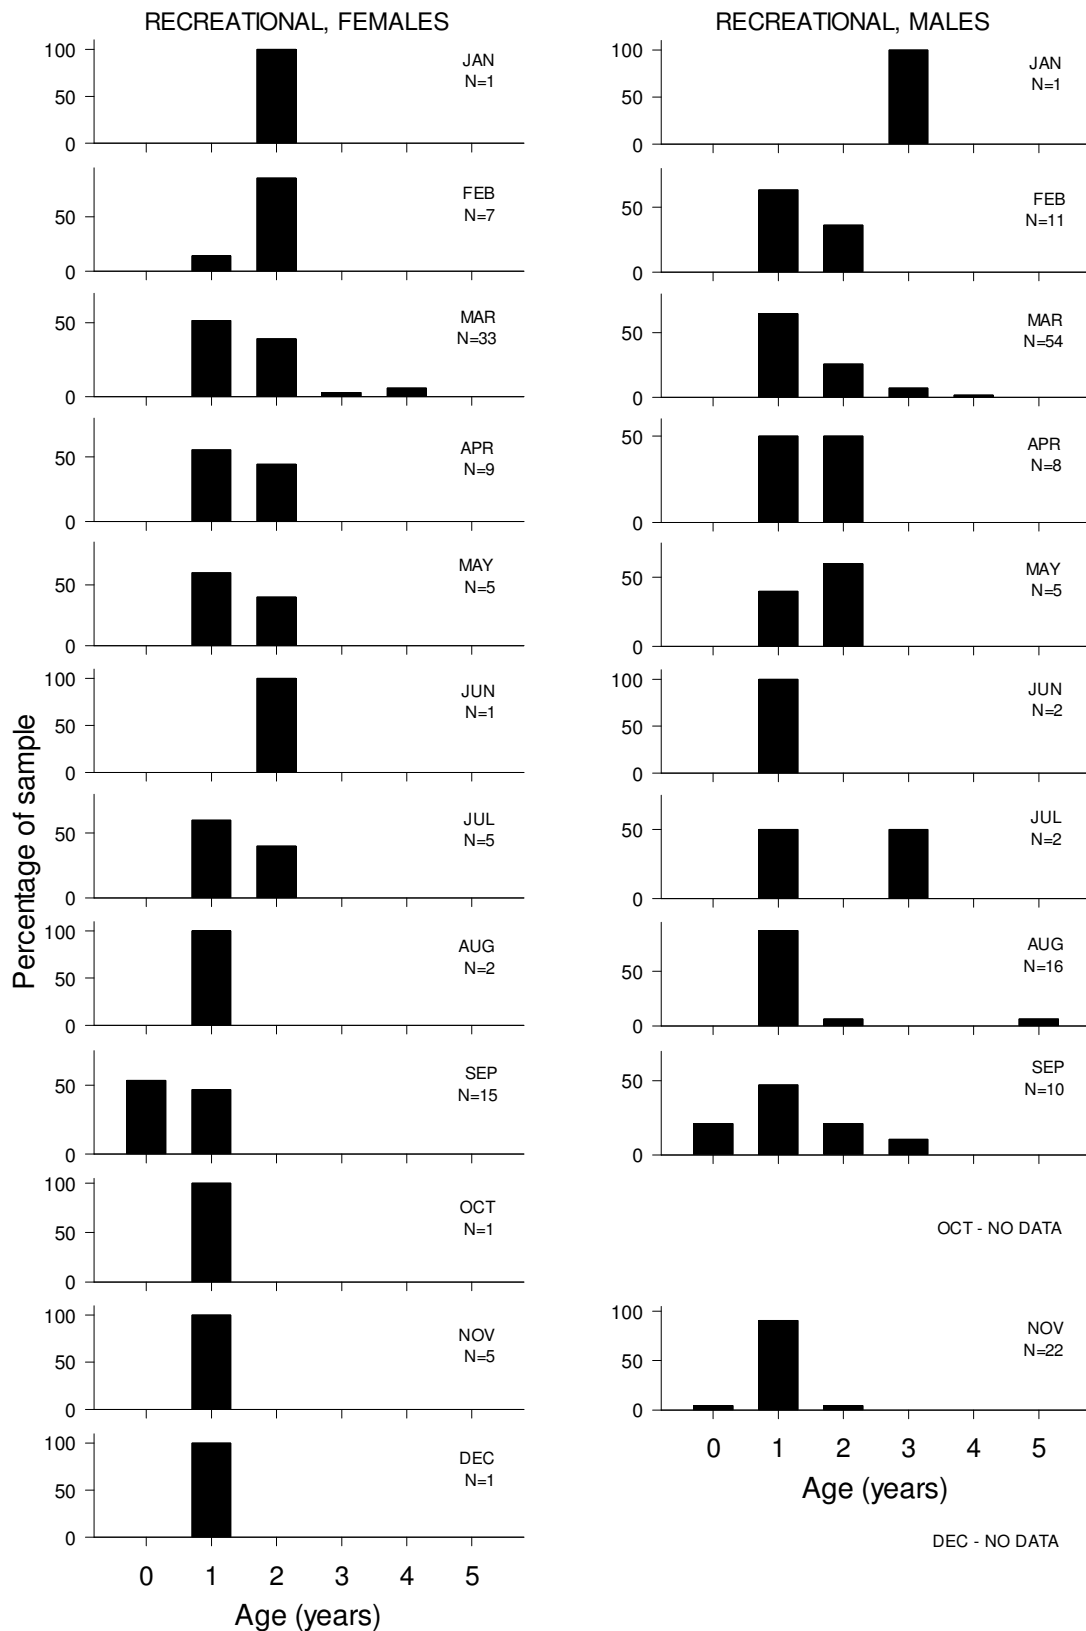 RECREATIONAL, FEMALES
100
50
0
JAN
N=1
50
0
FEB
N=7
50
0
MAR
N=33
50
0
APR
N=9
50
0
MAY
N=5
100
50
0
JUN
N=1
50
0
JUL
N=5
100
50
0
AUG
N=2
50
0
SEP
N=15
100
50
0
OCT
N=1
100
50
0
NOV
N=5
100
50
0
DEC
N=1
0 1 2 3 4 5
Age (years)
Percentage of sample
RECREATIONAL, MALES
100
50
0
JAN
N=1
50
0
FEB
N=11
50
0
MAR
N=54
50
0
APR
N=8
50
0
MAY
N=5
100
50
0
JUN
N=2
50
0
JUL
N=2
50
0
AUG
N=16
50
0
SEP
N=10
OCT - NO DATA
100
50
0
NOV
N=22
0 1 2 3 4 5
Age (years)
DEC - NO DATA